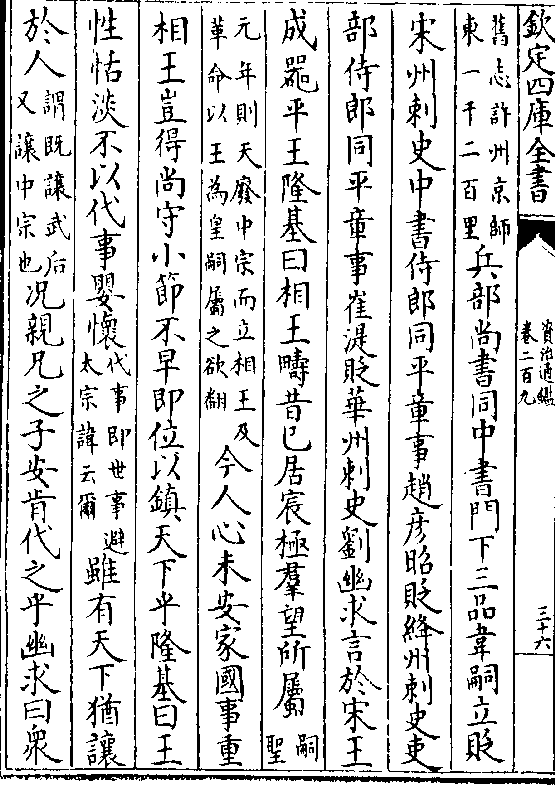 欽定四庫全書
資治通鑑
卷二百九
三十六
舊志許州京師東一千二百里兵部尚書同中書門下三品韋嗣立貶
宋州刺史中書侍郎同平章事趙彦昭貶絳州刺史吏
部侍郎同平章事崔湜貶華州刺史劉幽求言於宋王
成器平王隆基曰相王疇昔已居宸極羣望所屬嗣聖
元年則天廢中宗而立相王及革命以王為皇嗣屬之欲翻今人心未安家國事重
相王豈得尚守小節不早即位以鎮天下乎隆基曰王
性恬淡不以代事嬰懷代事即世事避太宗諱云爾雖有天下猶讓
於人謂既讓武后又讓中宗也况親兄之子安肯代之乎幽求曰衆